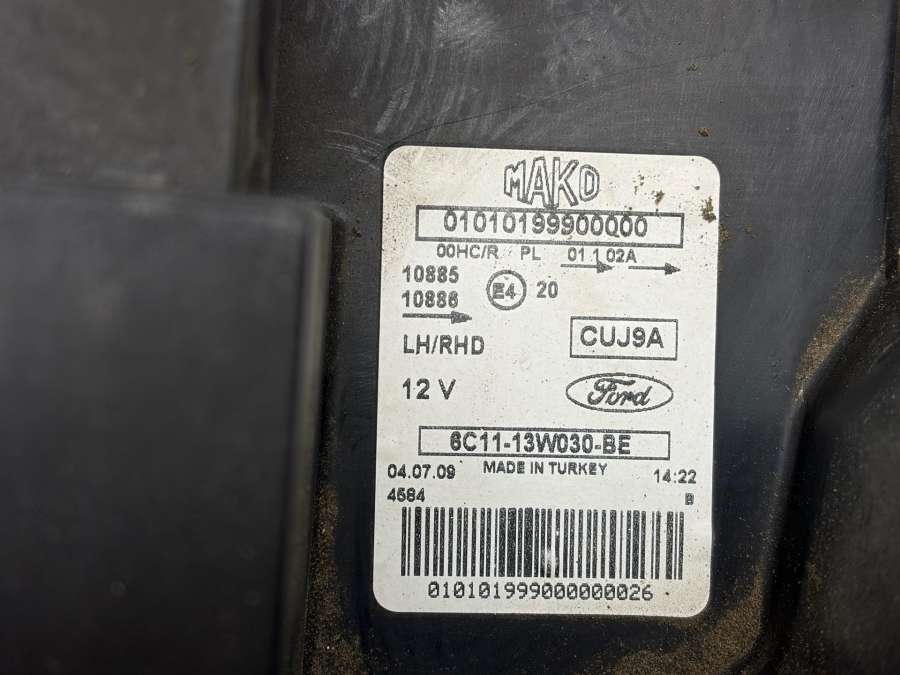 MAKO
01010199900000
00HC/R PL 01 1 02A
10885
10886
E4 20
LH/RHD
CUJ9A
12 V
Ford
6C11-13W030-BE
04.07.09 MADE IN TURKEY 14:22
4584 B
010101999000000026